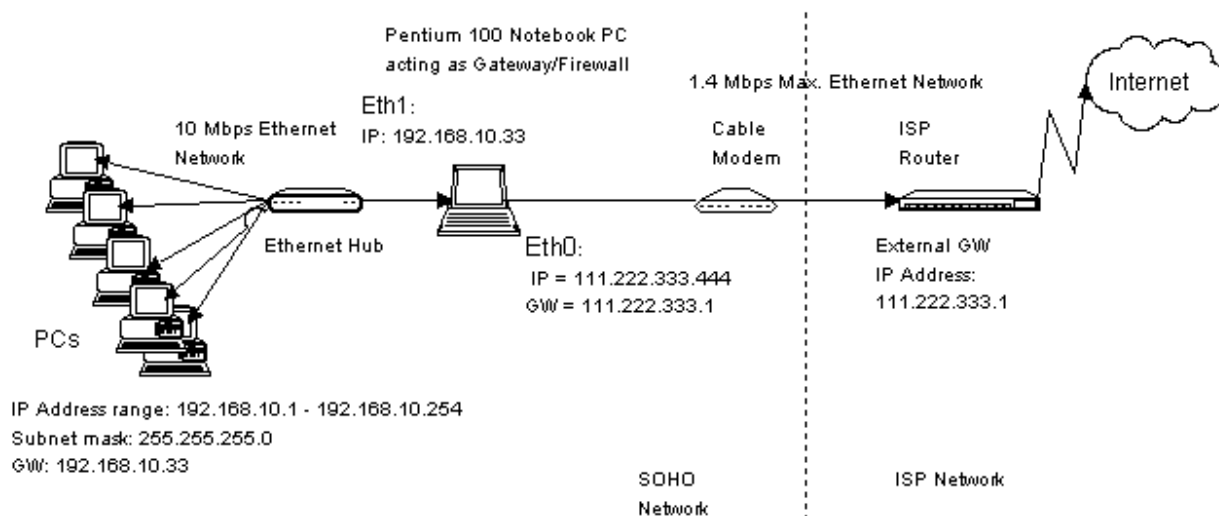 Pentium 100 Notebook PC
acting as Gateway/Firewall
1.4 Mbps Max. Ethernet Network
Internet
Eth1:
IP: 192.168.10.33
10 Mbps Ethernet
Network
Cable
Modem
ISP
Router
Ethernet Hub
Eth0:
IP = 111.222.333.444
GW = 111.222.333.1
External GW
IP Address:
111.222.333.1
PCs
IP Address range: 192.168.10.1 - 192.168.10.254
Subnet mask: 255.255.255.0
GW: 192.168.10.33
SOHO
Network
ISP Network